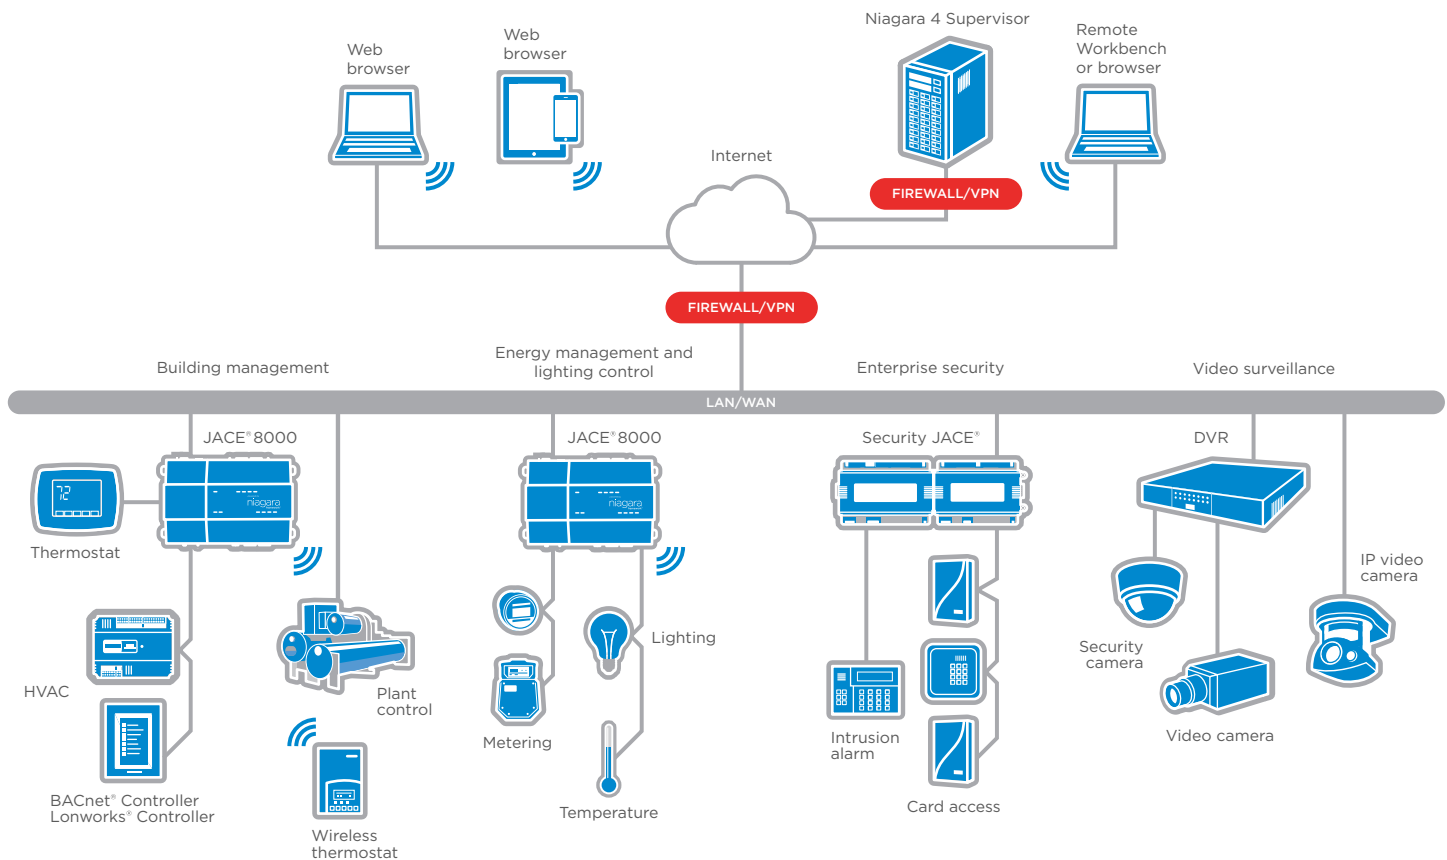 Niagara 4 Supervisor
Web
browser
Web
browser
Remote
Workbench
or browser
Internet
FIREWALL/VPN
FIREWALL/VPN
Building management
Energy management and
lighting control
Enterprise security
Video surveillance
LAN/WAN
JACE® 8000
JACE® 8000
Security JACE®
DVR
72
niagara
niagara
Thermostat
IP video
camera
Lighting
Security
camera
HVAC
Plant
control
Metering
Intrusion
alarm
Video camera
BACnet® Controller
Lonworks® Controller
Temperature
Card access
Wireless
thermostat